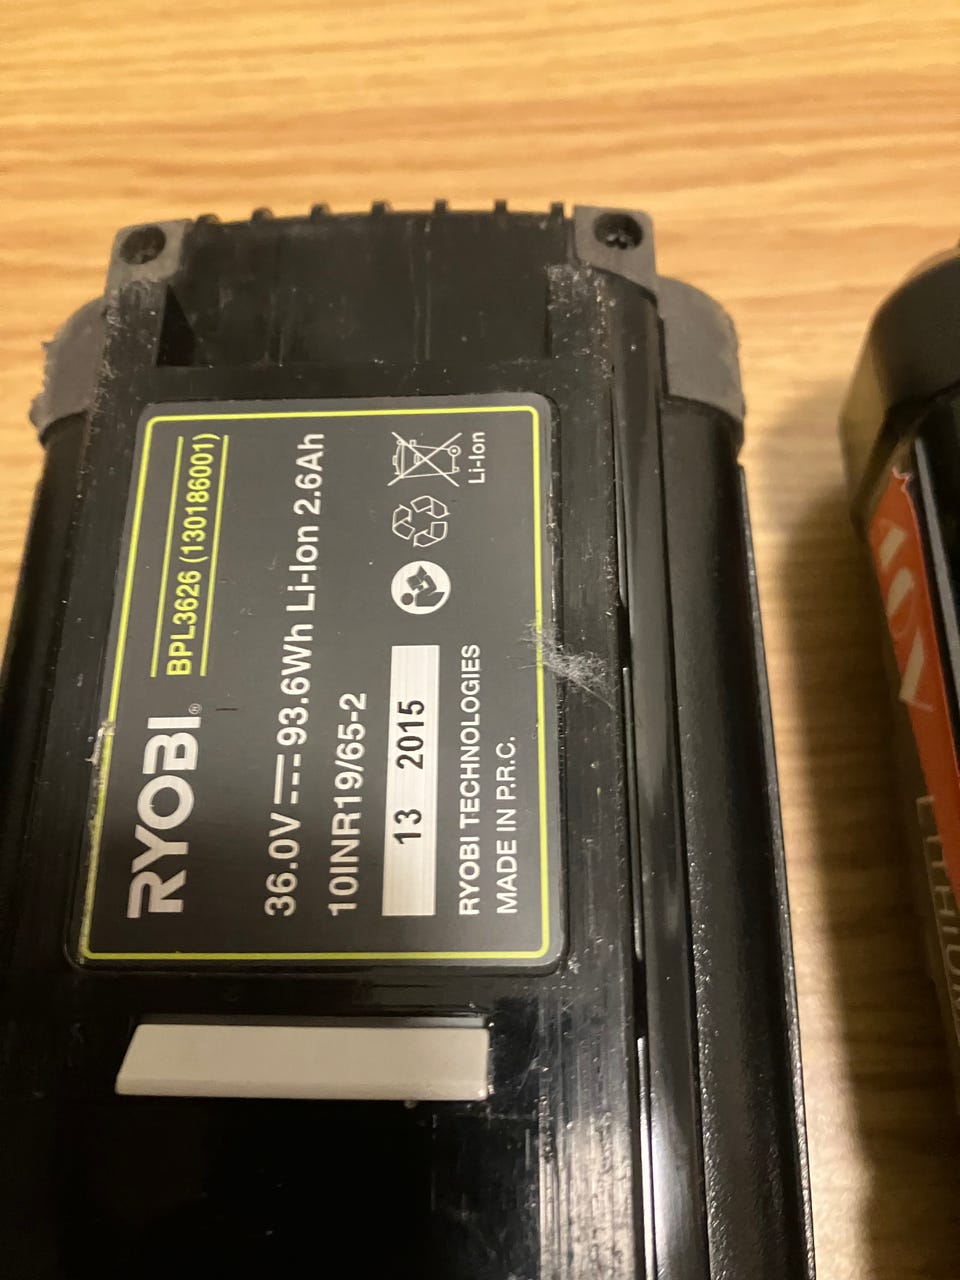 RYOBI® BPL3626 (130186001)
36.0V 93.6Wh Li-Ion 2.6Ah
10INR19/65-2
13 2015
Li-Ion
RYOBI TECHNOLOGIES
MADE IN P.R.C.